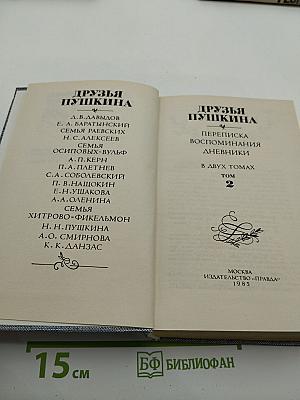 ДРУЗЬЯ
ПУШКИНА
Д. В. ДАВЫДОВ
Е. А. БАРАТЫНСКИЙ
СЕМЬЯ РАЕВСКИХ
Н. С. АЛЕКСЕЕВ
СЕМЬЯ
ОСИПОВЫХ-ВУЛЬФ
А. П. КЕРН
П. А. ПЛЕТНЕВ
С. А. СОБОЛЕВСКИЙ
П. В. НАЩОКИН
Е. Н. УШАКОВА
А. А. ОЛЕНИНА
СЕМЬЯ
ХИТРОВО-ФИКЕЛЬМОН
Н. Н. ПУШКИНА
А. О. СМИРНОВА
К. К. ДАНЗАС
ДРУЗЬЯ
ПУШКИНА
ПЕРЕПИСКА
ВОСПОМИНАНИЯ
ДНЕВНИКИ
В ДВУХ ТОМАХ
ТОМ
2
МОСКВА
ИЗДАТЕЛЬСТВО «ПРАВДА»
1985
15 см
БФ БИБЛИОФАН